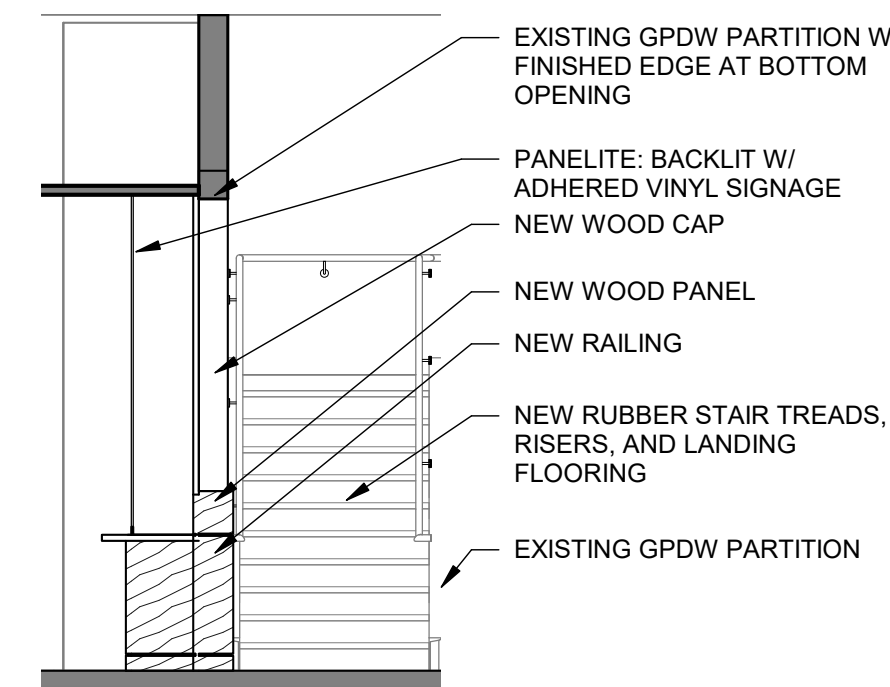 EXISTING GPDW PARTITION W
FINISHED EDGE AT BOTTOM
OPENING
PANELITE: BACKLIT W/
ADHERED VINYL SIGNAGE
NEW WOOD CAP
NEW WOOD PANEL
NEW RAILING
NEW RUBBER STAIR TREADS,
RISERS, AND LANDING
FLOORING
EXISTING GPDW PARTITION